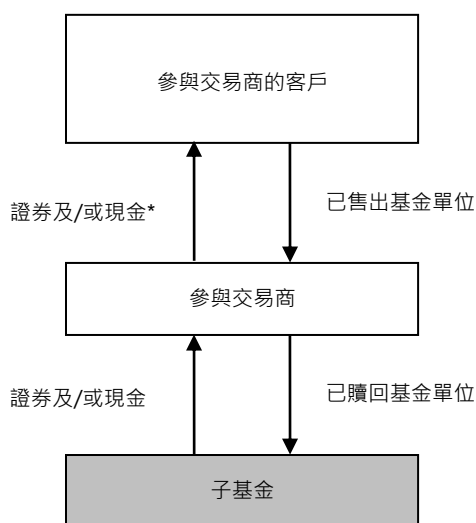 參與交易商的客戶
證券及/或現金*
已售出基金單位
參與交易商
證券及/或現金
已贖回基金單位
子基金